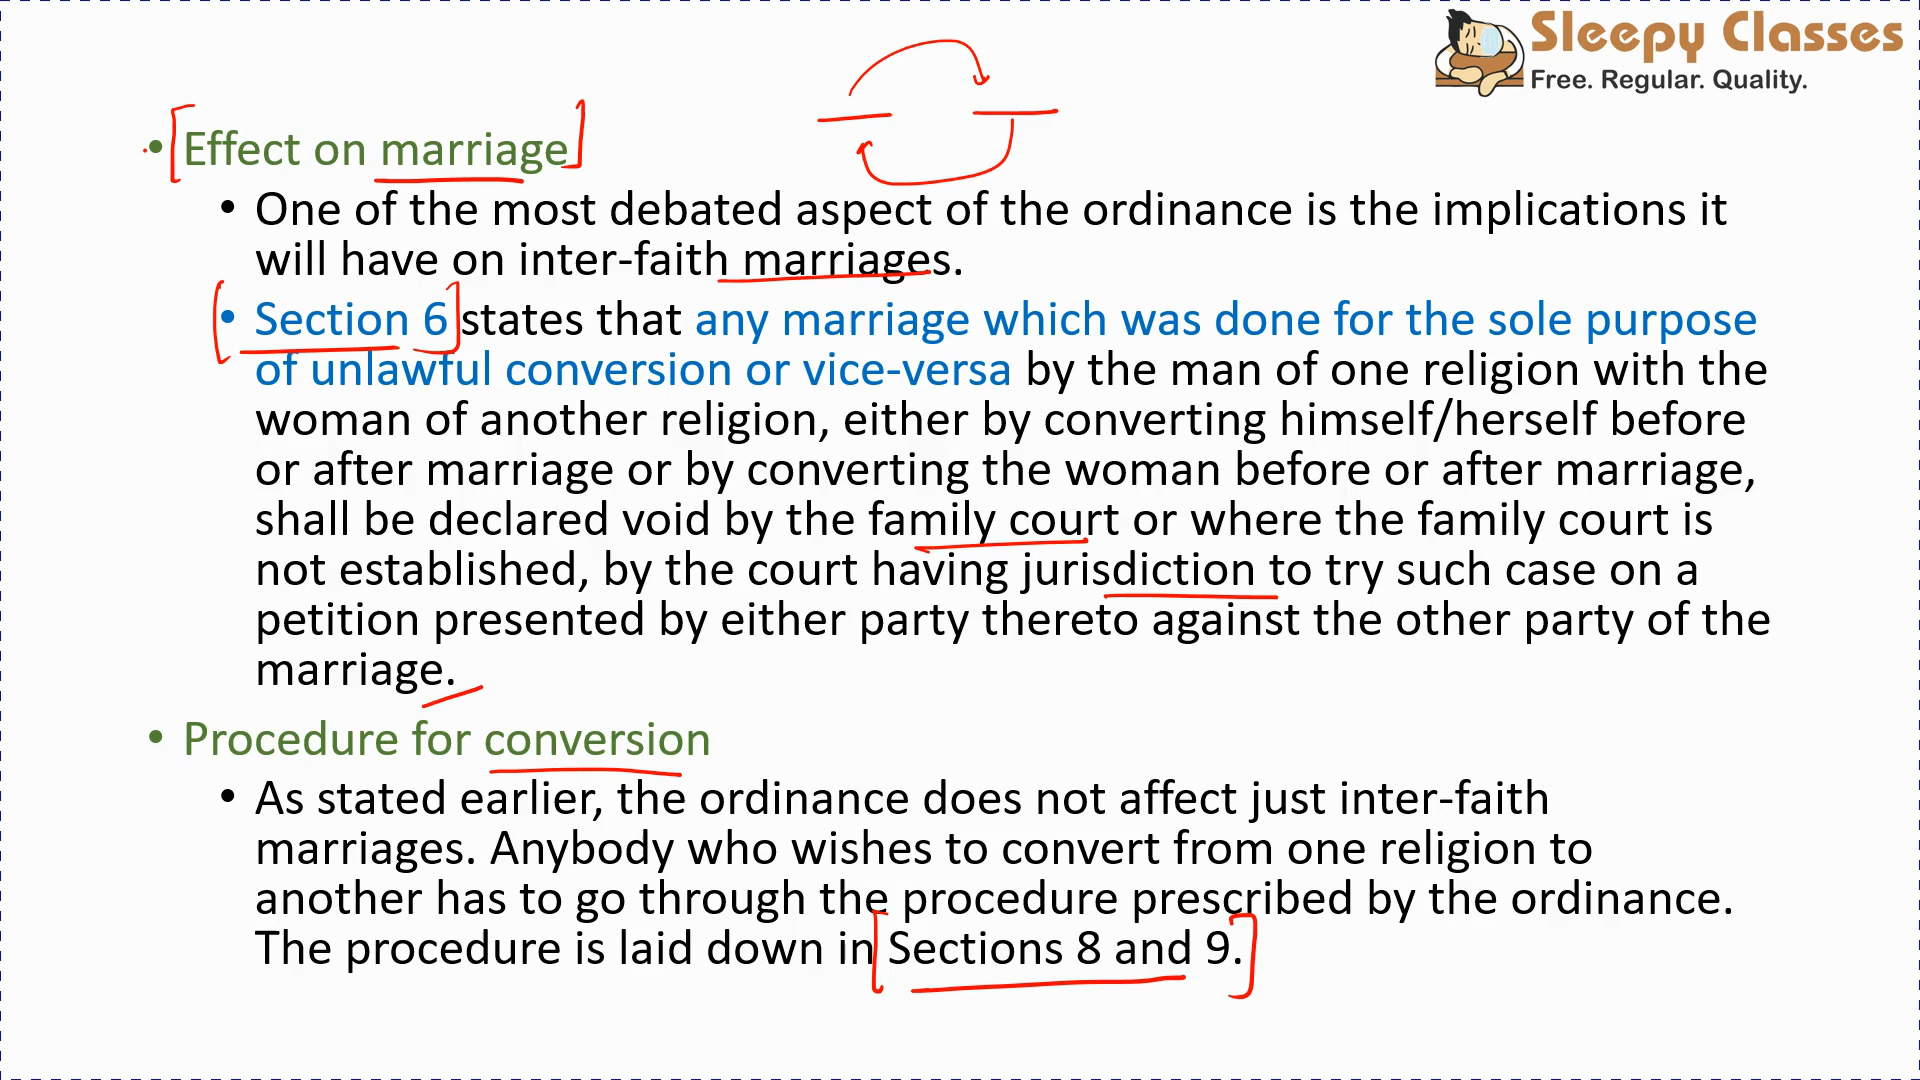 Sleepy Classes
Free. Regular. Quality.
• Effect on marriage
• One of the most debated aspect of the ordinance is the implications it
will have on inter-faith marriages.
• Section 6 states that any marriage which was done for the sole purpose
of unlawful conversion or vice-versa by the man of one religion with the
woman of another religion, either by converting himself/herself before
or after marriage or by converting the woman before or after marriage,
shall be declared void by the family court or where the family court is
not established, by the court having jurisdiction to try such case on a
petition presented by either party thereto against the other party of the
marriage.
• Procedure for conversion
• As stated earlier, the ordinance does not affect just inter-faith
marriages. Anybody who wishes to convert from one religion to
another has to go through the procedure prescribed by the ordinance.
The procedure is laid down in Sections 8 and 9.